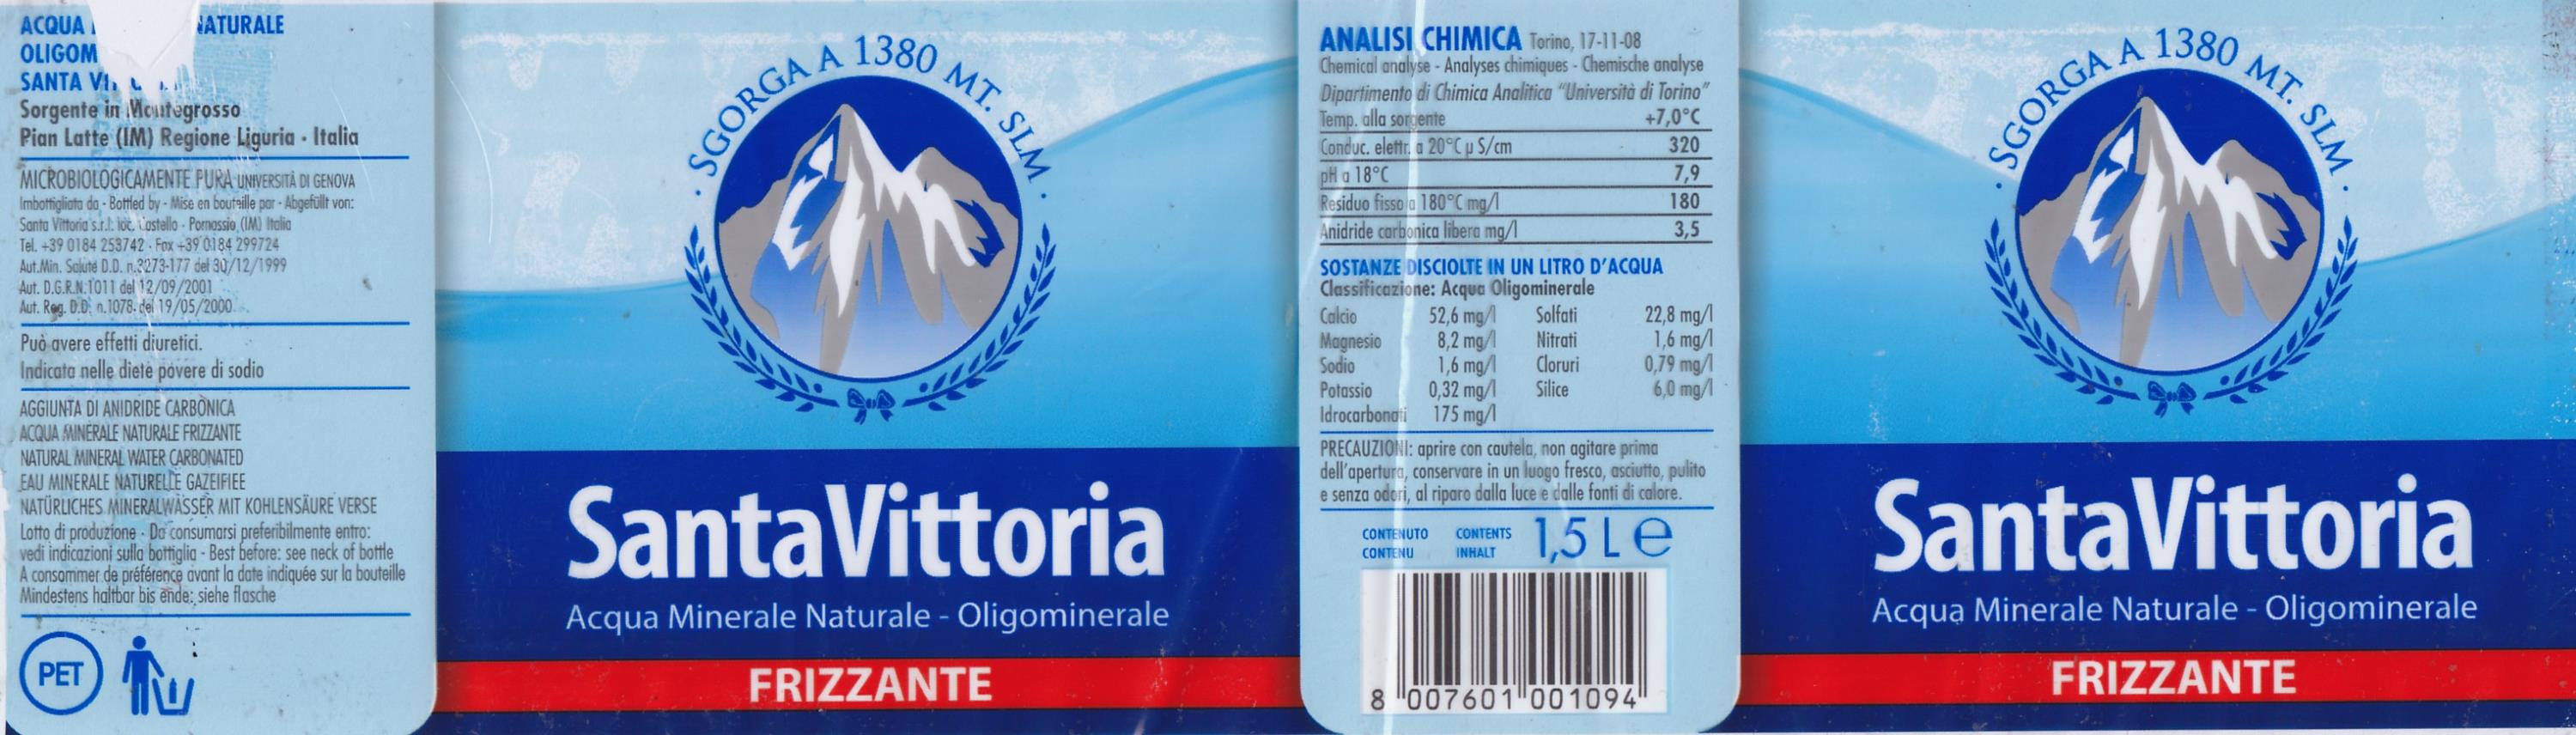 ACQUA NATURALE
OLIGOM
SANTA
Sorgente in Montegrosso
Pian Latte (IM) Regione Liguria - Italia
MICROBIOLOGICAMENTE PURA UNIVERSITÀ DI GENOVA
Imbottigliata da - Bottled by - Mise en bouteille par - Abgefüllt von:
Santa Vittoria s.r.l. loc. Castello - Pornassio (IM) Italia
Tel. +39 0184 253742 - Fax +39 0184 299724
Aut.Min. Salute D.D. n.3273-177 del 30/12/1999
Aut. D.G.R.N.1011 del 12/09/2001
Aut. Reg. D.D. n.1078 del 19/05/2000
Può avere effetti diuretici.
Indicata nelle diete povere di sodio
AGGIUNTA DI ANIDRIDE CARBONICA
ACQUA MINERALE NATURALE FRIZZANTE
NATURAL MINERAL WATER CARBONATED
EAU MINERALE NATURELLE GAZEIFIEE
NATÜRLICHES MINERALWASSER MIT KOHLENSÄURE VERSE
Lotto di produzione - Da consumarsi preferibilmente entro:
vedi indicazioni sulla bottiglia - Best before: see neck of bottle
A consommer de préférence avant la date indiquée sur la bouteille
Mindestens haltbar bis ende: siehe flasche
PET
· SGORGA A 1380 MT. SLM ·
SantaVittoria
Acqua Minerale Naturale - Oligominerale
FRIZZANTE
ANALISI CHIMICA Torino, 17-11-08
Chemical analyse - Analyses chimiques - Chemische analyse
Dipartimento di Chimica Analitica "Università di Torino"
Temp. alla sorgente +7,0°C
Conduc. elettr. a 20°C µ S/cm 320
pH a 18°C 7,9
Residuo fisso a 180°C mg/l 180
Anidride carbonica libera mg/l 3,5
SOSTANZE DISCIOLTE IN UN LITRO D'ACQUA
Classificazione: Acqua Oligominerale
Calcio 52,6 mg/l Solfati 22,8 mg/l
Magnesio 8,2 mg/l Nitrati 1,6 mg/l
Sodio 1,6 mg/l Cloruri 0,79 mg/l
Potassio 0,32 mg/l Silice 6,0 mg/l
Idrocarbonati 175 mg/l
PRECAUZIONI: aprire con cautela, non agitare prima
dell'apertura, conservare in un luogo fresco, asciutto, pulito
e senza odori, al riparo dalla luce e dalle fonti di calore.
CONTENUTO CONTENTS 1,5 L e
CONTENU INHALT
8 007601 001094
· SGORGA A 1380 MT. SLM ·
SantaVittoria
Acqua Minerale Naturale - Oligominerale
FRIZZANTE